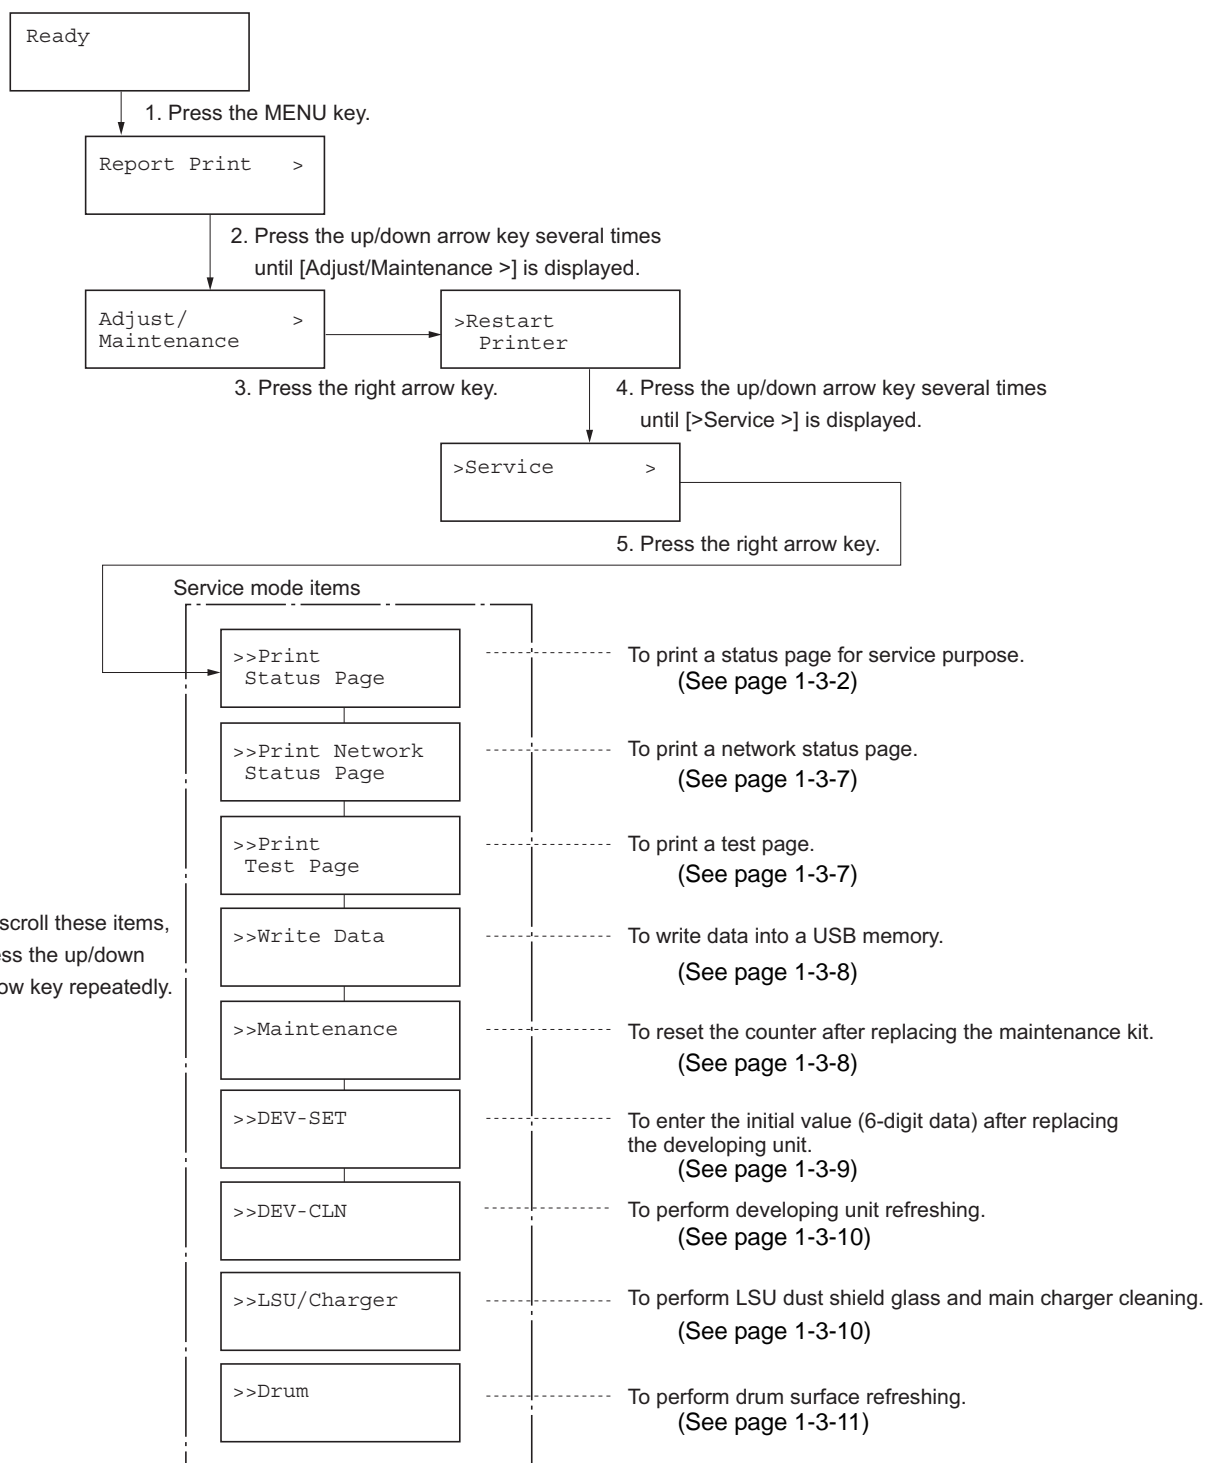 Ready
1. Press the MENU key.
Report Print >
2. Press the up/down arrow key several times
until [Adjust/Maintenance >] is displayed.
Adjust/ >
Maintenance
>Restart
Printer
3. Press the right arrow key.
4. Press the up/down arrow key several times
until [>Service >] is displayed.
>Service >
5. Press the right arrow key.
Service mode items
>>Print
Status Page
To print a status page for service purpose.
(See page 1-3-2)
>>Print Network
Status Page
To print a network status page.
(See page 1-3-7)
>>Print
Test Page
To print a test page.
(See page 1-3-7)
scroll these items,
ess the up/down
ow key repeatedly.
>>Write Data
To write data into a USB memory.
(See page 1-3-8)
>>Maintenance
To reset the counter after replacing the maintenance kit.
(See page 1-3-8)
>>DEV-SET
To enter the initial value (6-digit data) after replacing
the developing unit.
(See page 1-3-9)
>>DEV-CLN
To perform developing unit refreshing.
(See page 1-3-10)
>>LSU/Charger
To perform LSU dust shield glass and main charger cleaning.
(See page 1-3-10)
>>Drum
To perform drum surface refreshing.
(See page 1-3-11)